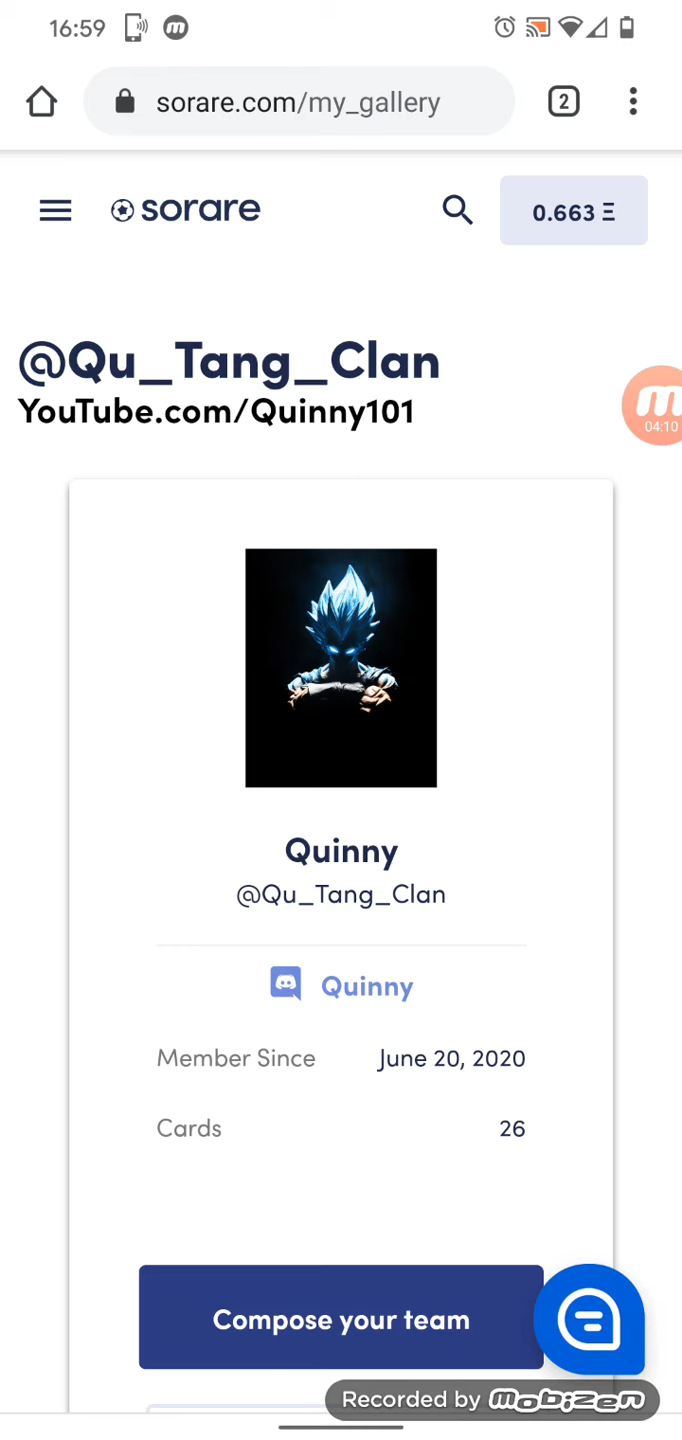 16:59
sorare.com/my_gallery
2
sorare
0.663 Ξ
@Qu_Tang_Clan
YouTube.com/Quinny101
04:10
Quinny
@Qu_Tang_Clan
Quinny
Member Since June 20, 2020
Cards 26
Compose your team
Recorded by mobizen